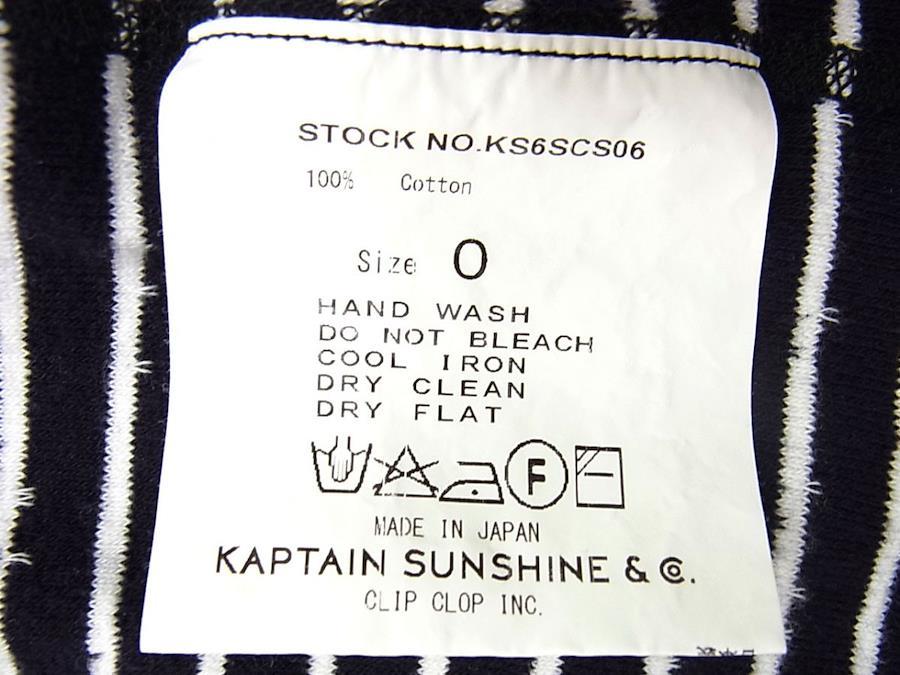 STOCK NO.KS6SCS06
100% Cotton
Size 0
HAND WASH
DO NOT BLEACH
COOL IRON
DRY CLEAN
DRY FLAT
F
MADE IN JAPAN
KAPTAIN SUNSHINE & Co.
CLIP CLOP INC.